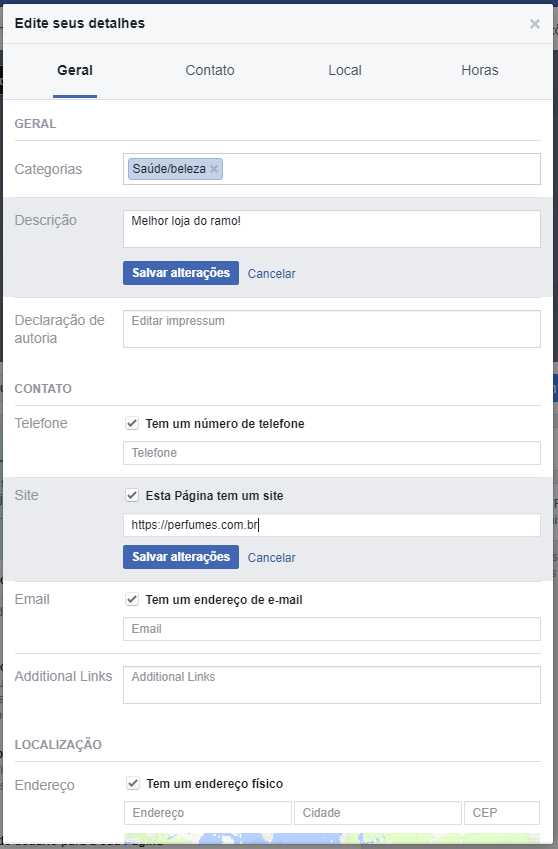 Edite seus detalhes
Geral Contato Local Horas
GERAL
Categorias Saúde/beleza
Descrição Melhor loja do ramo!
Salvar alterações Cancelar
Declaração de autoria Editar impressum
CONTATO
Telefone Tem um número de telefone
Telefone
Site Esta Página tem um site
https://perfumes.com.br
Salvar alterações Cancelar
Email Tem um endereço de e-mail
Email
Additional Links Additional Links
LOCALIZAÇÃO
Endereço Tem um endereço físico
Endereço Cidade CEP